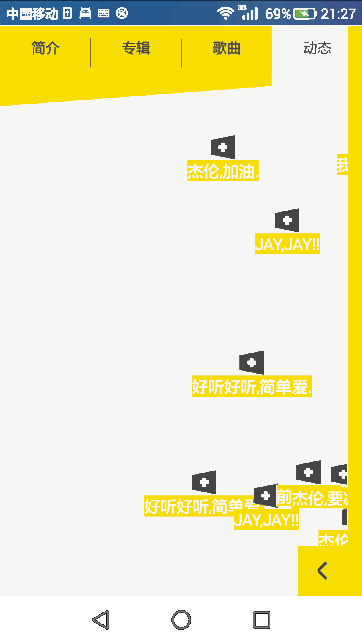 中国移动 3G 69% 21:27
简介 专辑 歌曲 动态
杰伦,加油.
我
JAY,JAY!!
好听好听,简单爱.
前杰伦,要
好听好听,简单爱
JAY,JAY!!
杰伦